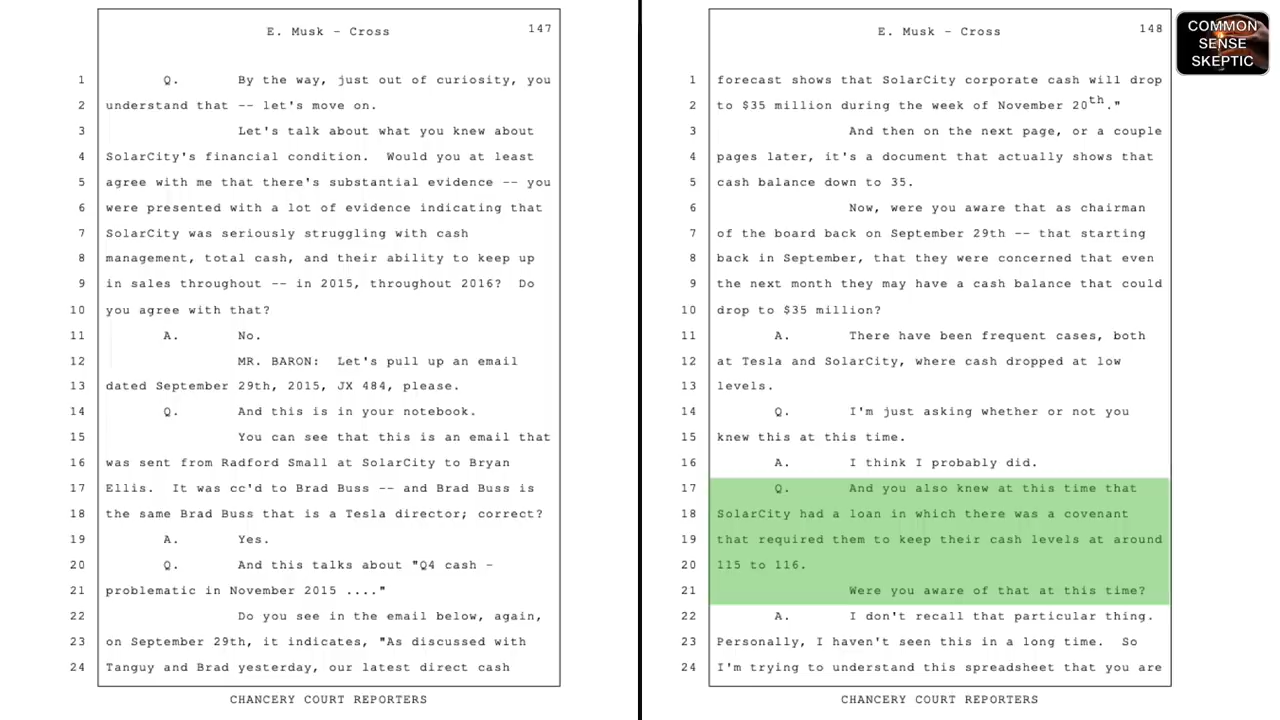 E. Musk - Cross 147
1 Q. By the way, just out of curiosity, you
2 understand that -- let's move on.
3 Let's talk about what you knew about
4 SolarCity's financial condition. Would you at least
5 agree with me that there's substantial evidence -- you
6 were presented with a lot of evidence indicating that
7 SolarCity was seriously struggling with cash
8 management, total cash, and their ability to keep up
9 in sales throughout -- in 2015, throughout 2016? Do
10 you agree with that?
11 A. No.
12 MR. BARON: Let's pull up an email
13 dated September 29th, 2015, JX 484, please.
14 Q. And this is in your notebook.
15 You can see that this is an email that
16 was sent from Radford Small at SolarCity to Bryan
17 Ellis. It was cc'd to Brad Buss -- and Brad Buss is
18 the same Brad Buss that is a Tesla director; correct?
19 A. Yes.
20 Q. And this talks about "Q4 cash -
21 problematic in November 2015 ...."
22 Do you see in the email below, again,
23 on September 29th, it indicates, "As discussed with
24 Tanguy and Brad yesterday, our latest direct cash
CHANCERY COURT REPORTERS
E. Musk - Cross 148
1 forecast shows that SolarCity corporate cash will drop
2 to $35 million during the week of November 20th."
3 And then on the next page, or a couple
4 pages later, it's a document that actually shows that
5 cash balance down to 35.
6 Now, were you aware that as chairman
7 of the board back on September 29th -- that starting
8 back in September, that they were concerned that even
9 the next month they may have a cash balance that could
10 drop to $35 million?
11 A. There have been frequent cases, both
12 at Tesla and SolarCity, where cash dropped at low
13 levels.
14 Q. I'm just asking whether or not you
15 knew this at this time.
16 A. I think I probably did.
17 Q. And you also knew at this time that
18 SolarCity had a loan in which there was a covenant
19 that required them to keep their cash levels at around
20 115 to 116.
21 Were you aware of that at this time?
22 A. I don't recall that particular thing.
23 Personally, I haven't seen this in a long time. So
24 I'm trying to understand this spreadsheet that you are
CHANCERY COURT REPORTERS
COMMON
SENSE
SKEPTIC